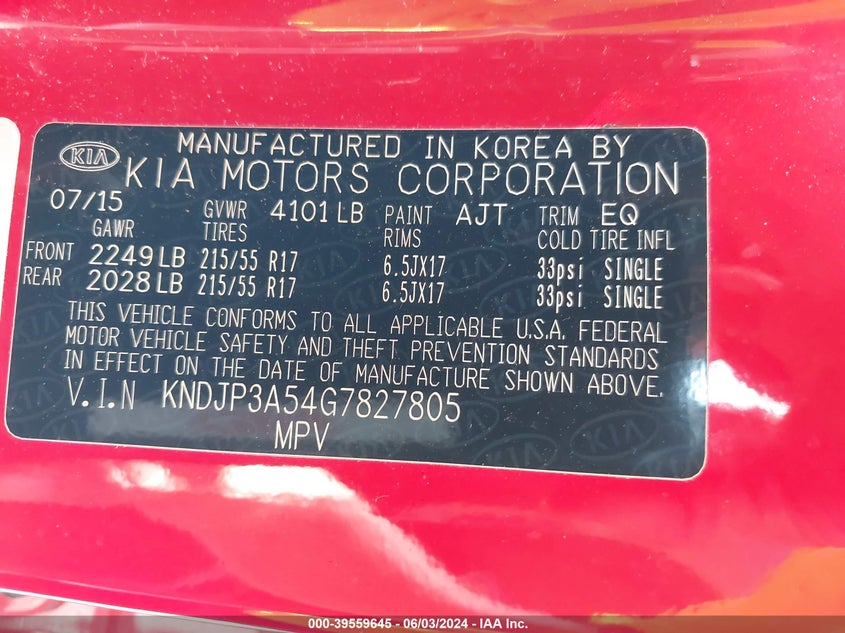 MANUFACTURED IN KOREA BY
KIA KIA MOTORS CORPORATION
07/15 GVWR 4101 LB PAINT AJT TRIM EQ
GAWR TIRES RIMS COLD TIRE INFL
FRONT 2249 LB 215/55 R17 6.5JX17 33psi SINGLE
REAR 2028 LB 215/55 R17 6.5JX17 33psi SINGLE
THIS VEHICLE CONFORMS TO ALL APPLICABLE U.S.A. FEDERAL
MOTOR VEHICLE SAFETY AND THEFT PREVENTION STANDARDS
IN EFFECT ON THE DATE OF MANUFACTURE SHOWN ABOVE.
V.I.N KNDJP3A54G7827805
MPV
000-39559645 - 06/03/2024 - IAA Inc.